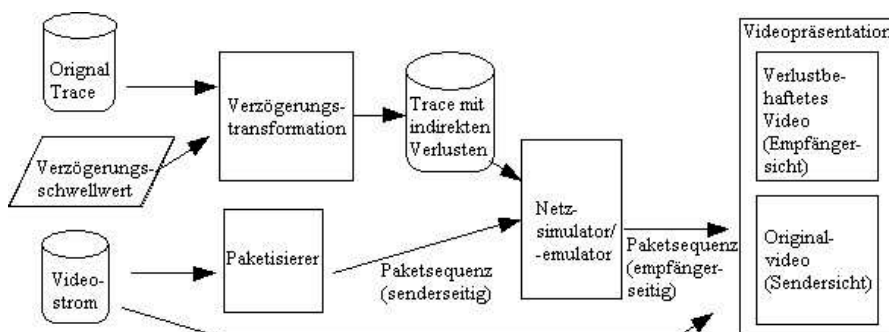 Orignal
Trace
Verzögerungs-
schwellwert
Verzögerungs-
transformation
Trace mit
indirekten
Verlusten
Video-
strom
Paketisierer
Paketsequenz
(senderseitig)
Netz-
simulator/
-emulator
Paketsequenz
(empfänger-
seitig)
Videopräsentation
Verlustbe-
haftetes
Video
(Empfänger-
sicht)
Original-
video
(Sendersicht)